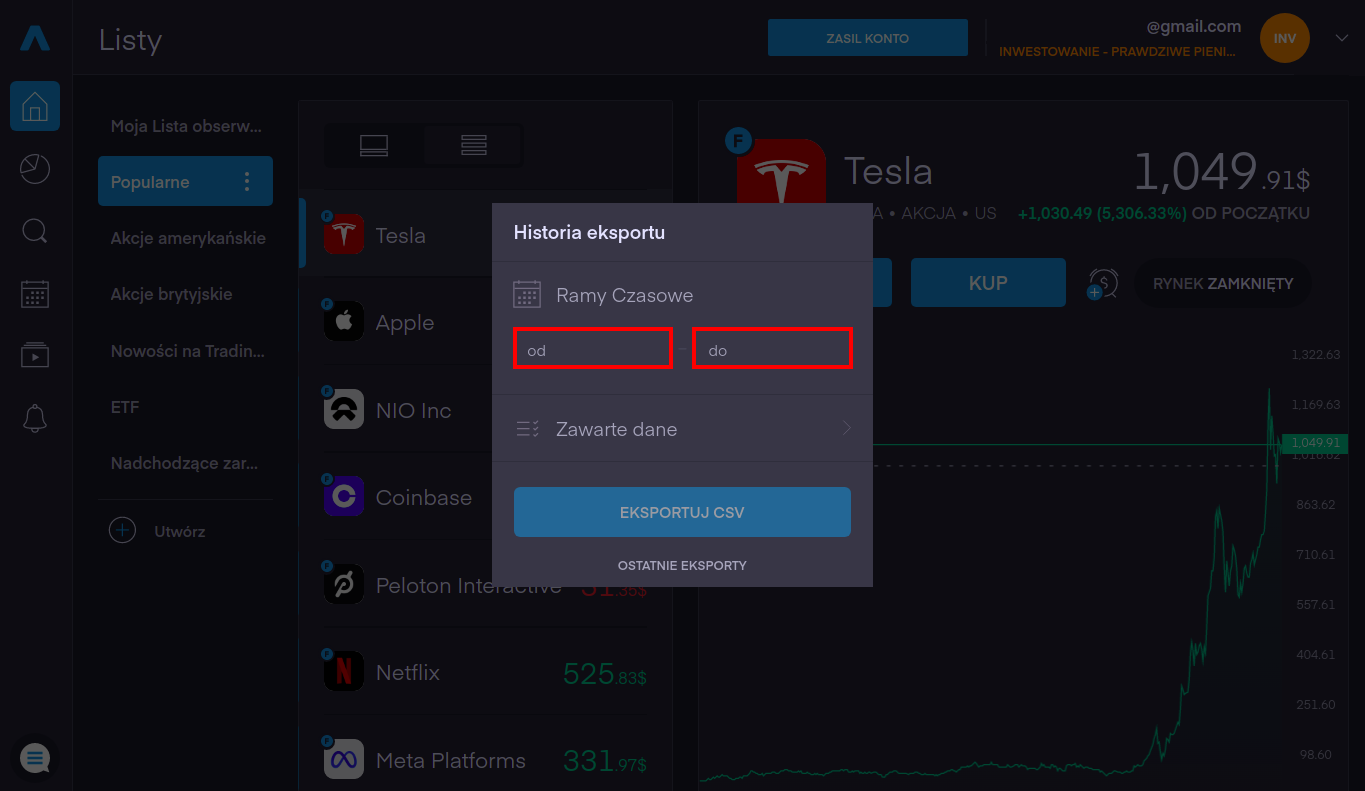 Listy
ZASIL KONTO
@gmail.com
INWESTOWANIE - PRAWDZIWE PIENI...
INV
Moja Lista obserw...
Popularne
Akcje amerykańskie
Akcje brytyjskie
Nowości na Tradin...
ETF
Nadchodzące zar...
Utwórz
F
Tesla
F
Apple
F
NIO Inc
F
Coinbase
F
Peloton Interactive
31.35$
F
Netflix
525.83$
F
Meta Platforms
331.97$
Historia eksportu
Ramy Czasowe
od
-
do
Zawarte dane
EKSPORTUJ CSV
OSTATNIE EKSPORTY
F
Tesla
1,049.91$
A • AKCJA • US
+1,030.49 (5,306.33%) OD POCZĄTKU
KUP
RYNEK ZAMKNIĘTY
1,322.63
1,169.63
1,049.91
1,016.62
863.62
710.61
557.61
404.61
251.60
98.60